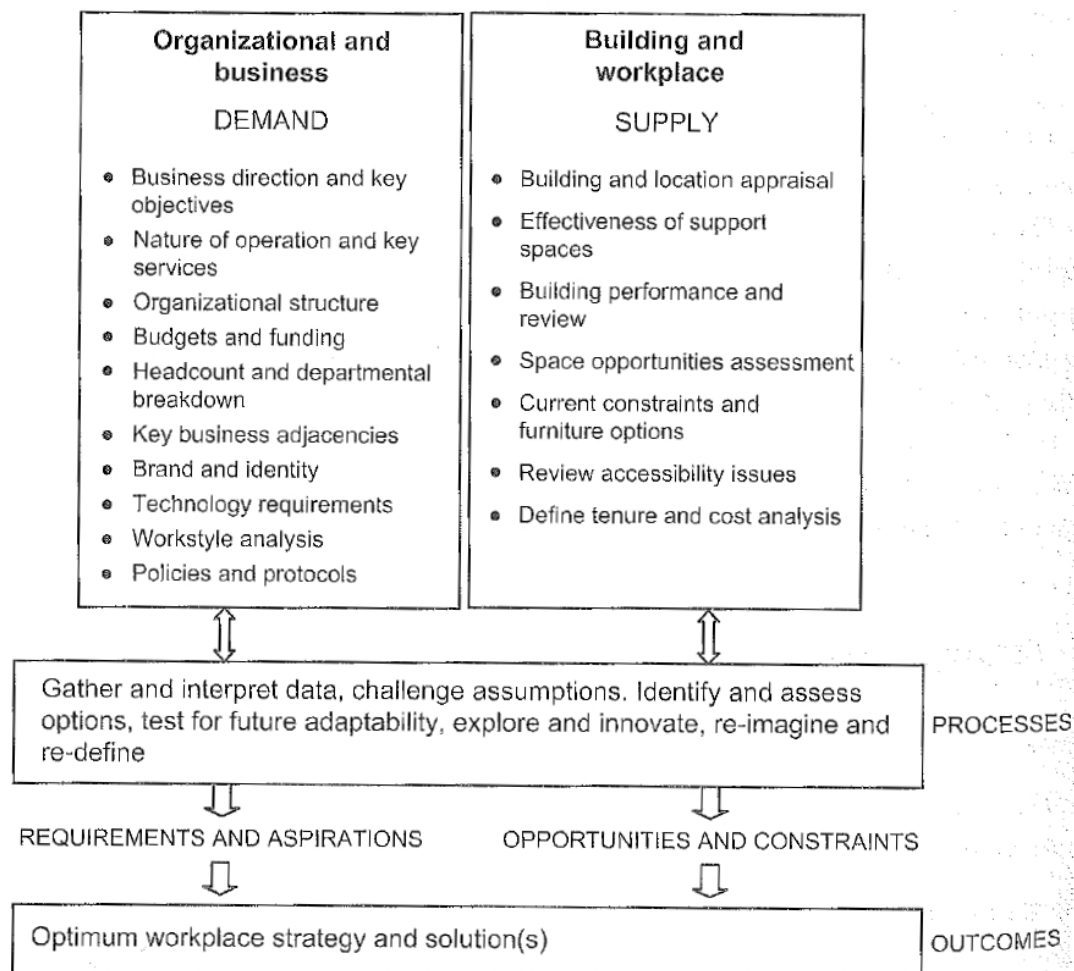 Organizational and
business
DEMAND
• Business direction and key
objectives
• Nature of operation and key
services
• Organizational structure
• Budgets and funding
• Headcount and departmental
breakdown
• Key business adjacencies
• Brand and identity
• Technology requirements
• Workstyle analysis
• Policies and protocols
Building and
workplace
SUPPLY
• Building and location appraisal
• Effectiveness of support
spaces
• Building performance and
review
• Space opportunities assessment
• Current constraints and
furniture options
• Review accessibility issues
• Define tenure and cost analysis
Gather and interpret data, challenge assumptions. Identify and assess
options, test for future adaptability, explore and innovate, re-imagine and
re-define
PROCESSES
REQUIREMENTS AND ASPIRATIONS
OPPORTUNITIES AND CONSTRAINTS
Optimum workplace strategy and solution(s)
OUTCOMES